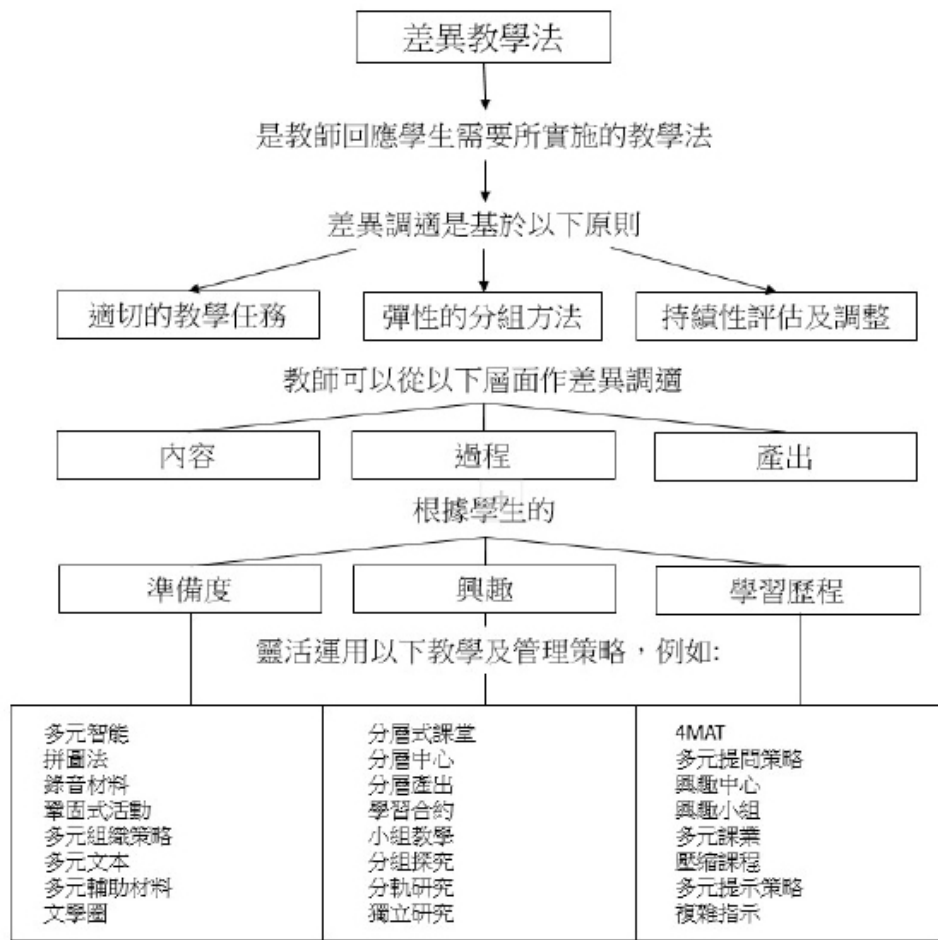 差異教學法
是教師回應學生需要所實施的教學法
差異調適是基於以下原則
適切的教學任務
彈性的分組方法
持續性評估及調整
教師可以從以下層面作差異調適
內容
過程
產出
根據學生的
準備度
興趣
學習歷程
靈活運用以下教學及管理策略，例如:
多元智能
拼圖法
錄音材料
鞏固式活動
多元組織策略
多元文本
多元輔助材料
文學圈
分層式課堂
分層中心
分層產出
學習合約
小組教學
分組探究
分軌研究
獨立研究
4MAT
多元提問策略
興趣中心
興趣小組
多元課業
壓縮課程
多元提示策略
複雜指示